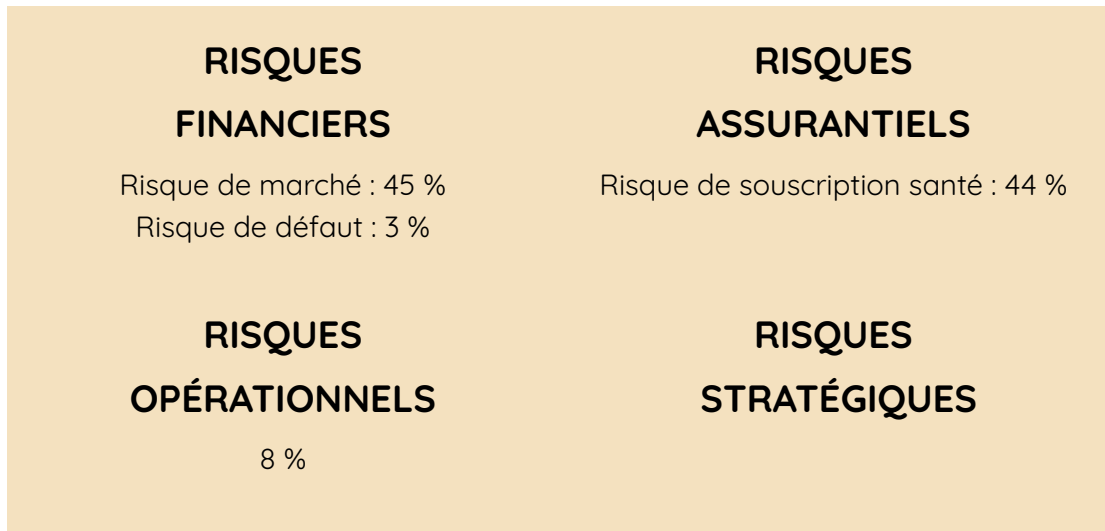 RISQUES
FINANCIERS
Risque de marché : 45 %
Risque de défaut : 3 %
RISQUES
ASSURANTIELS
Risque de souscription santé : 44 %
RISQUES
OPÉRATIONNELS
8 %
RISQUES
STRATÉGIQUES